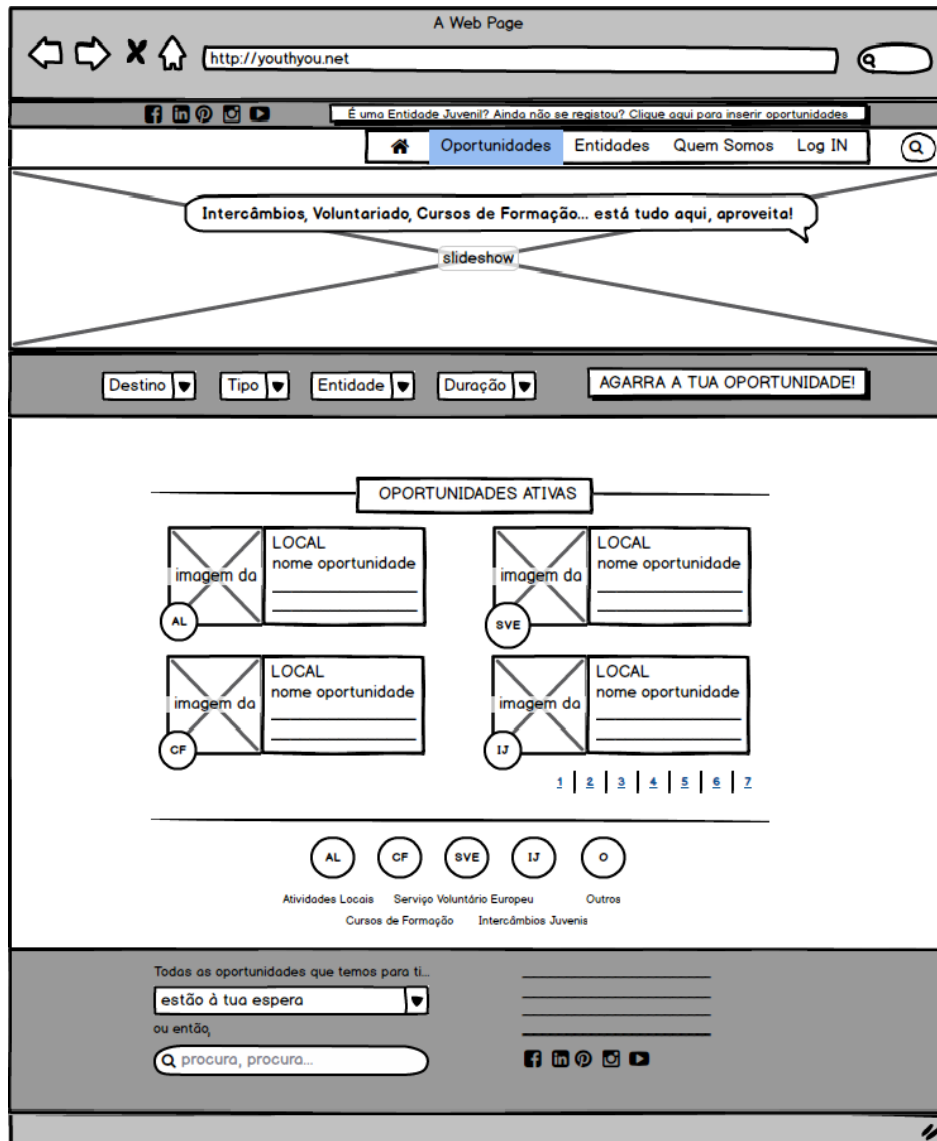 A Web Page
http://youthyou.net
É uma Entidade Juvenil? Ainda não se registou? Clique aqui para inserir oportunidades
Oportunidades Entidades Quem Somos Log IN
Intercâmbios, Voluntariado, Cursos de Formação... está tudo aqui, aproveita!
slideshow
Destino Tipo Entidade Duração AGARRA A TUA OPORTUNIDADE!
OPORTUNIDADES ATIVAS
LOCAL
nome oportunidade
imagem da
AL
LOCAL
nome oportunidade
imagem da
SVE
LOCAL
nome oportunidade
imagem da
CF
LOCAL
nome oportunidade
imagem da
IJ
1 | 2 | 3 | 4 | 5 | 6 | 7
AL CF SVE IJ O
Atividades Locais Serviço Voluntário Europeu Outros
Cursos de Formação Intercâmbios Juvenis
Todas as oportunidades que temos para ti...
estão à tua espera
ou então,
procura, procura...